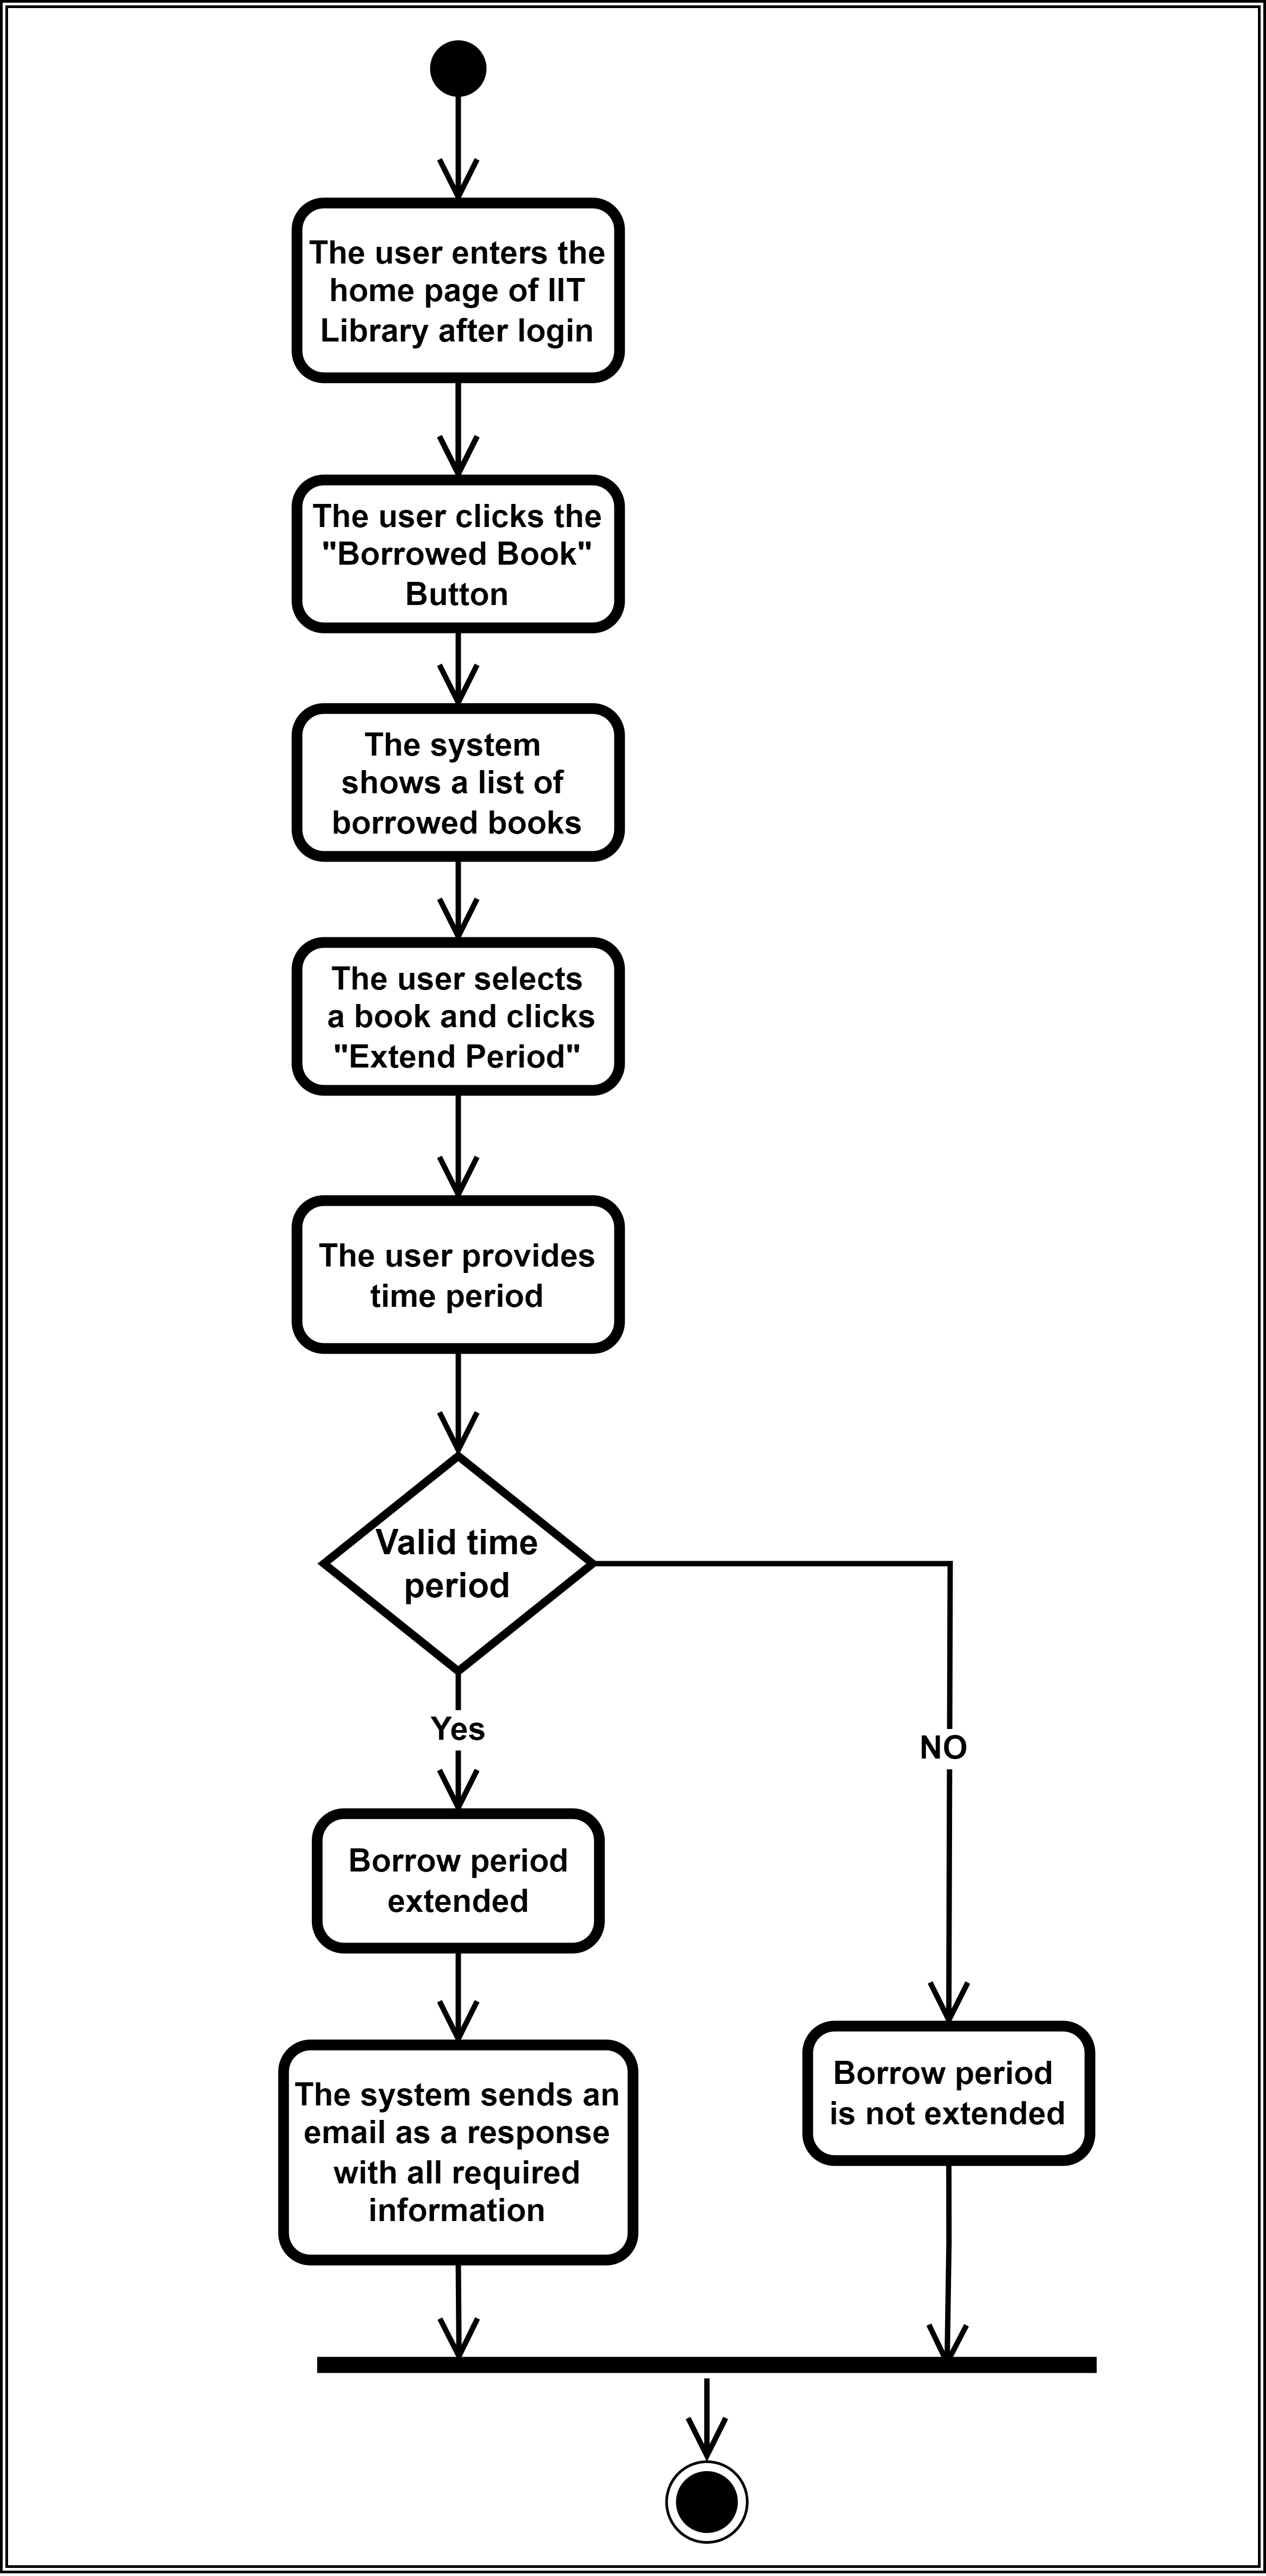 The user enters the
home page of IIT
Library after login
The user clicks the
"Borrowed Book"
Button
The system
shows a list of
borrowed books
The user selects
a book and clicks
"Extend Period"
The user provides
time period
Valid time
period
Yes
NO
Borrow period
extended
The system sends an
email as a response
with all required
information
Borrow period
is not extended